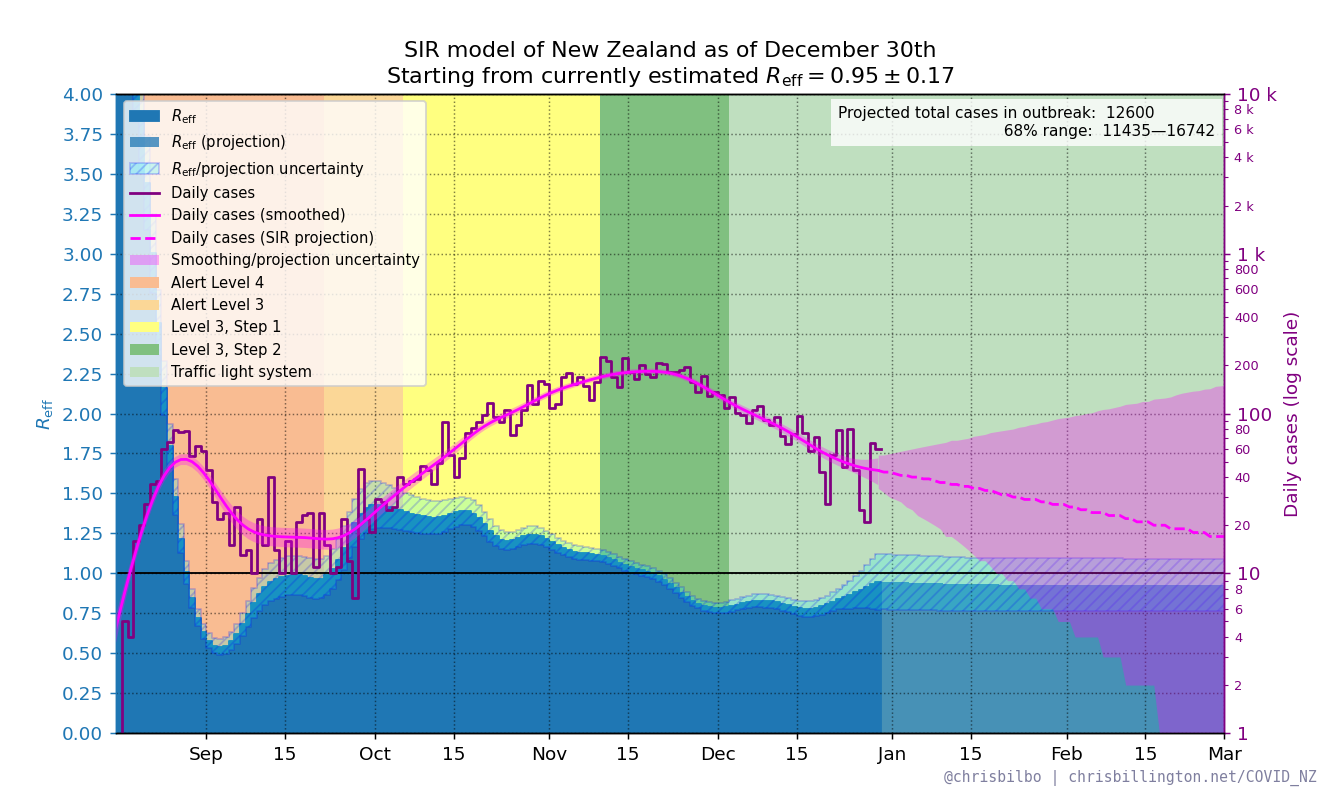 SIR model of New Zealand as of December 30th
Starting from currently estimated R_eff = 0.95 ± 0.17
Projected total cases in outbreak: 12600
68% range: 11435—16742
R_eff
R_eff (projection)
R_eff/projection uncertainty
Daily cases
Daily cases (smoothed)
Daily cases (SIR projection)
Smoothing/projection uncertainty
Alert Level 4
Alert Level 3
Level 3, Step 1
Level 3, Step 2
Traffic light system
R_eff
4.00
3.75
3.50
3.25
3.00
2.75
2.50
2.25
2.00
1.75
1.50
1.25
1.00
0.75
0.50
0.25
0.00
10 k
8 k
6 k
4 k
2 k
1 k
800
600
400
200
100
80
60
40
20
10
8
6
4
2
1
Daily cases (log scale)
Sep 15 Oct 15 Nov 15 Dec 15 Jan 15 Feb 15 Mar
@chrisbilbo | chrisbillington.net/COVID_NZ